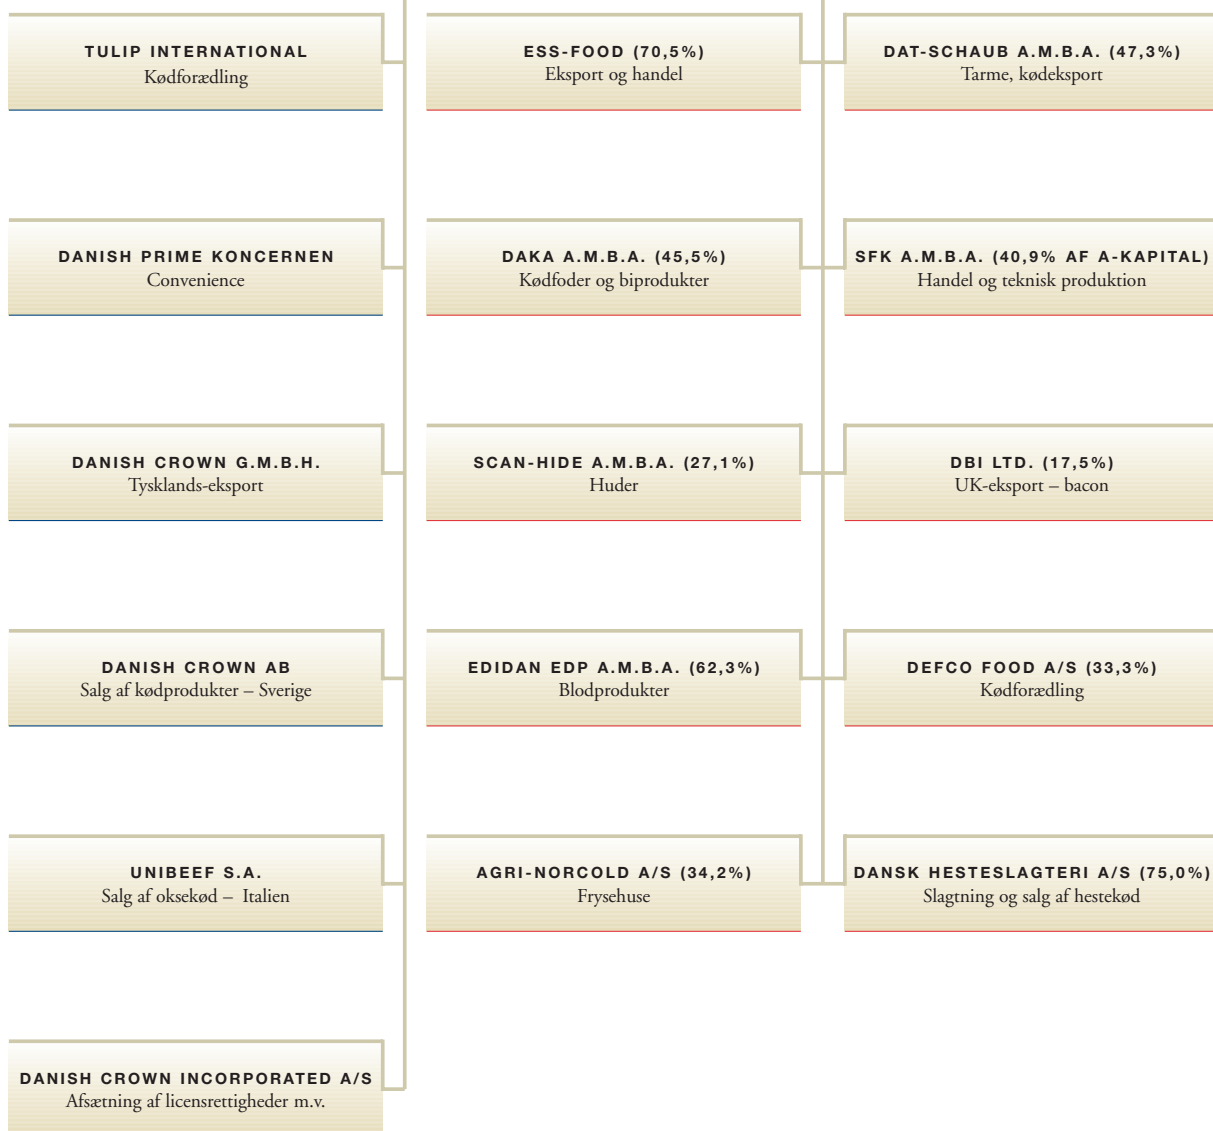 TULIP INTERNATIONAL
Kødforædling
ESS-FOOD (70,5%)
Eksport og handel
DAT-SCHAUB A.M.B.A. (47,3%)
Tarme, kødeksport
DANISH PRIME KONCERNEN
Convenience
DAKA A.M.B.A. (45,5%)
Kødfoder og biprodukter
SFK A.M.B.A. (40,9% AF A-KAPITAL)
Handel og teknisk produktion
DANISH CROWN G.M.B.H.
Tysklands-eksport
SCAN-HIDE A.M.B.A. (27,1%)
Huder
DBI LTD. (17,5%)
UK-eksport – bacon
DANISH CROWN AB
Salg af kødprodukter – Sverige
EDIDAN EDP A.M.B.A. (62,3%)
Blodprodukter
DEFCO FOOD A/S (33,3%)
Kødforædling
UNIBEEF S.A.
Salg af oksekød – Italien
AGRI-NORCOLD A/S (34,2%)
Frysehuse
DANSK HESTESLAGTERI A/S (75,0%)
Slagtning og salg af hestekød
DANISH CROWN INCORPORATED A/S
Afsætning af licensrettigheder m.v.